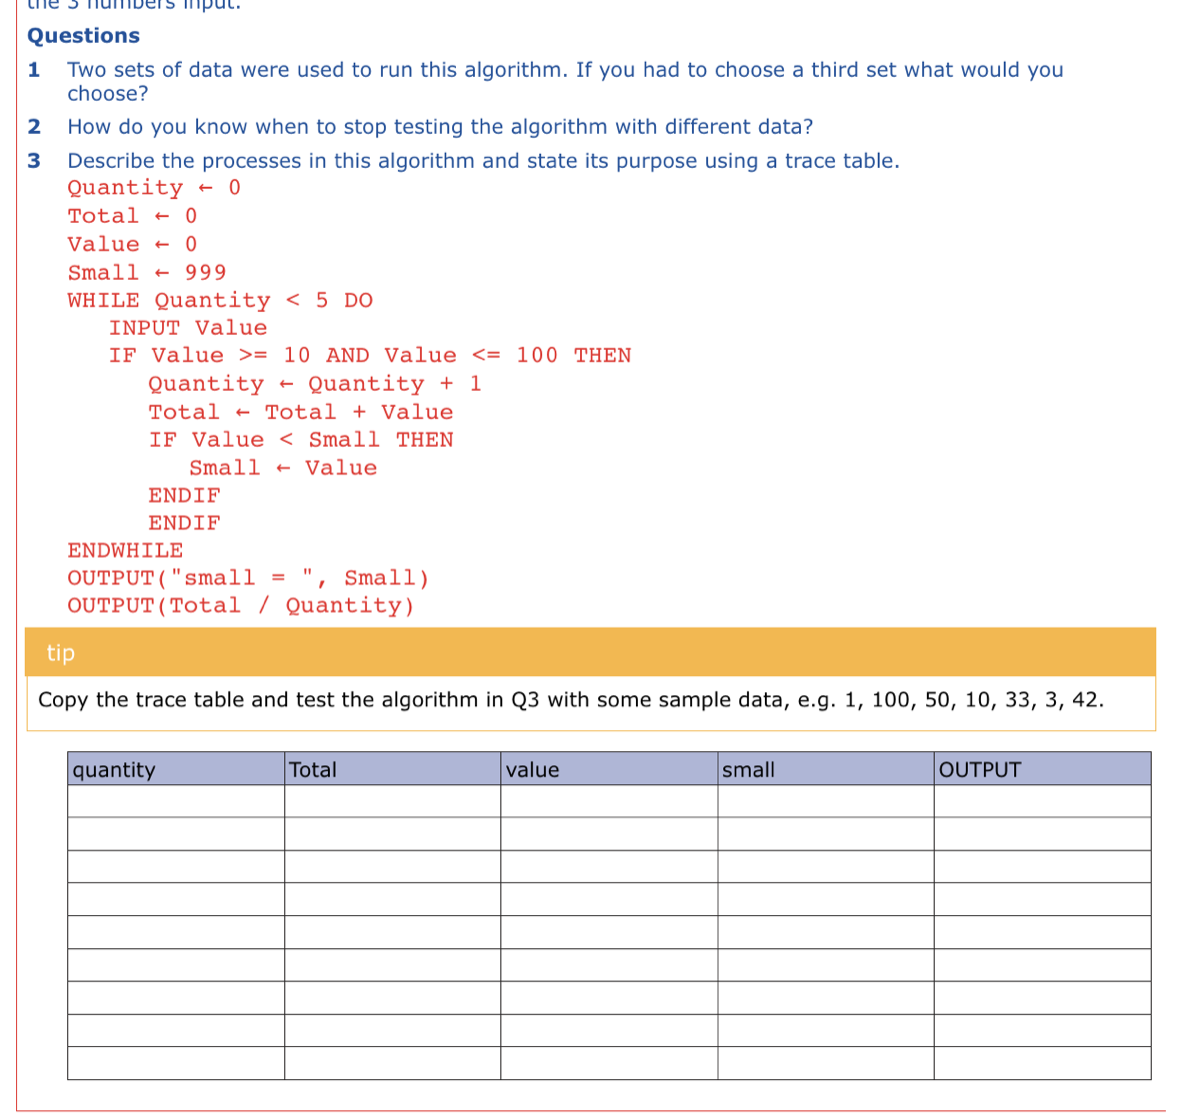 the 3 numbers input.
Questions
1 Two sets of data were used to run this algorithm. If you had to choose a third set what would you
choose?
2 How do you know when to stop testing the algorithm with different data?
3 Describe the processes in this algorithm and state its purpose using a trace table.
Quantity ← 0
Total ← 0
Value ← 0
Small ← 999
WHILE Quantity < 5 DO
INPUT Value
IF Value >= 10 AND Value <= 100 THEN
Quantity ← Quantity + 1
Total ← Total + Value
IF Value < Small THEN
Small ← Value
ENDIF
ENDIF
ENDWHILE
OUTPUT("small = ", Small)
OUTPUT(Total / Quantity)
tip
Copy the trace table and test the algorithm in Q3 with some sample data, e.g. 1, 100, 50, 10, 33, 3, 42.
quantity Total value small OUTPUT